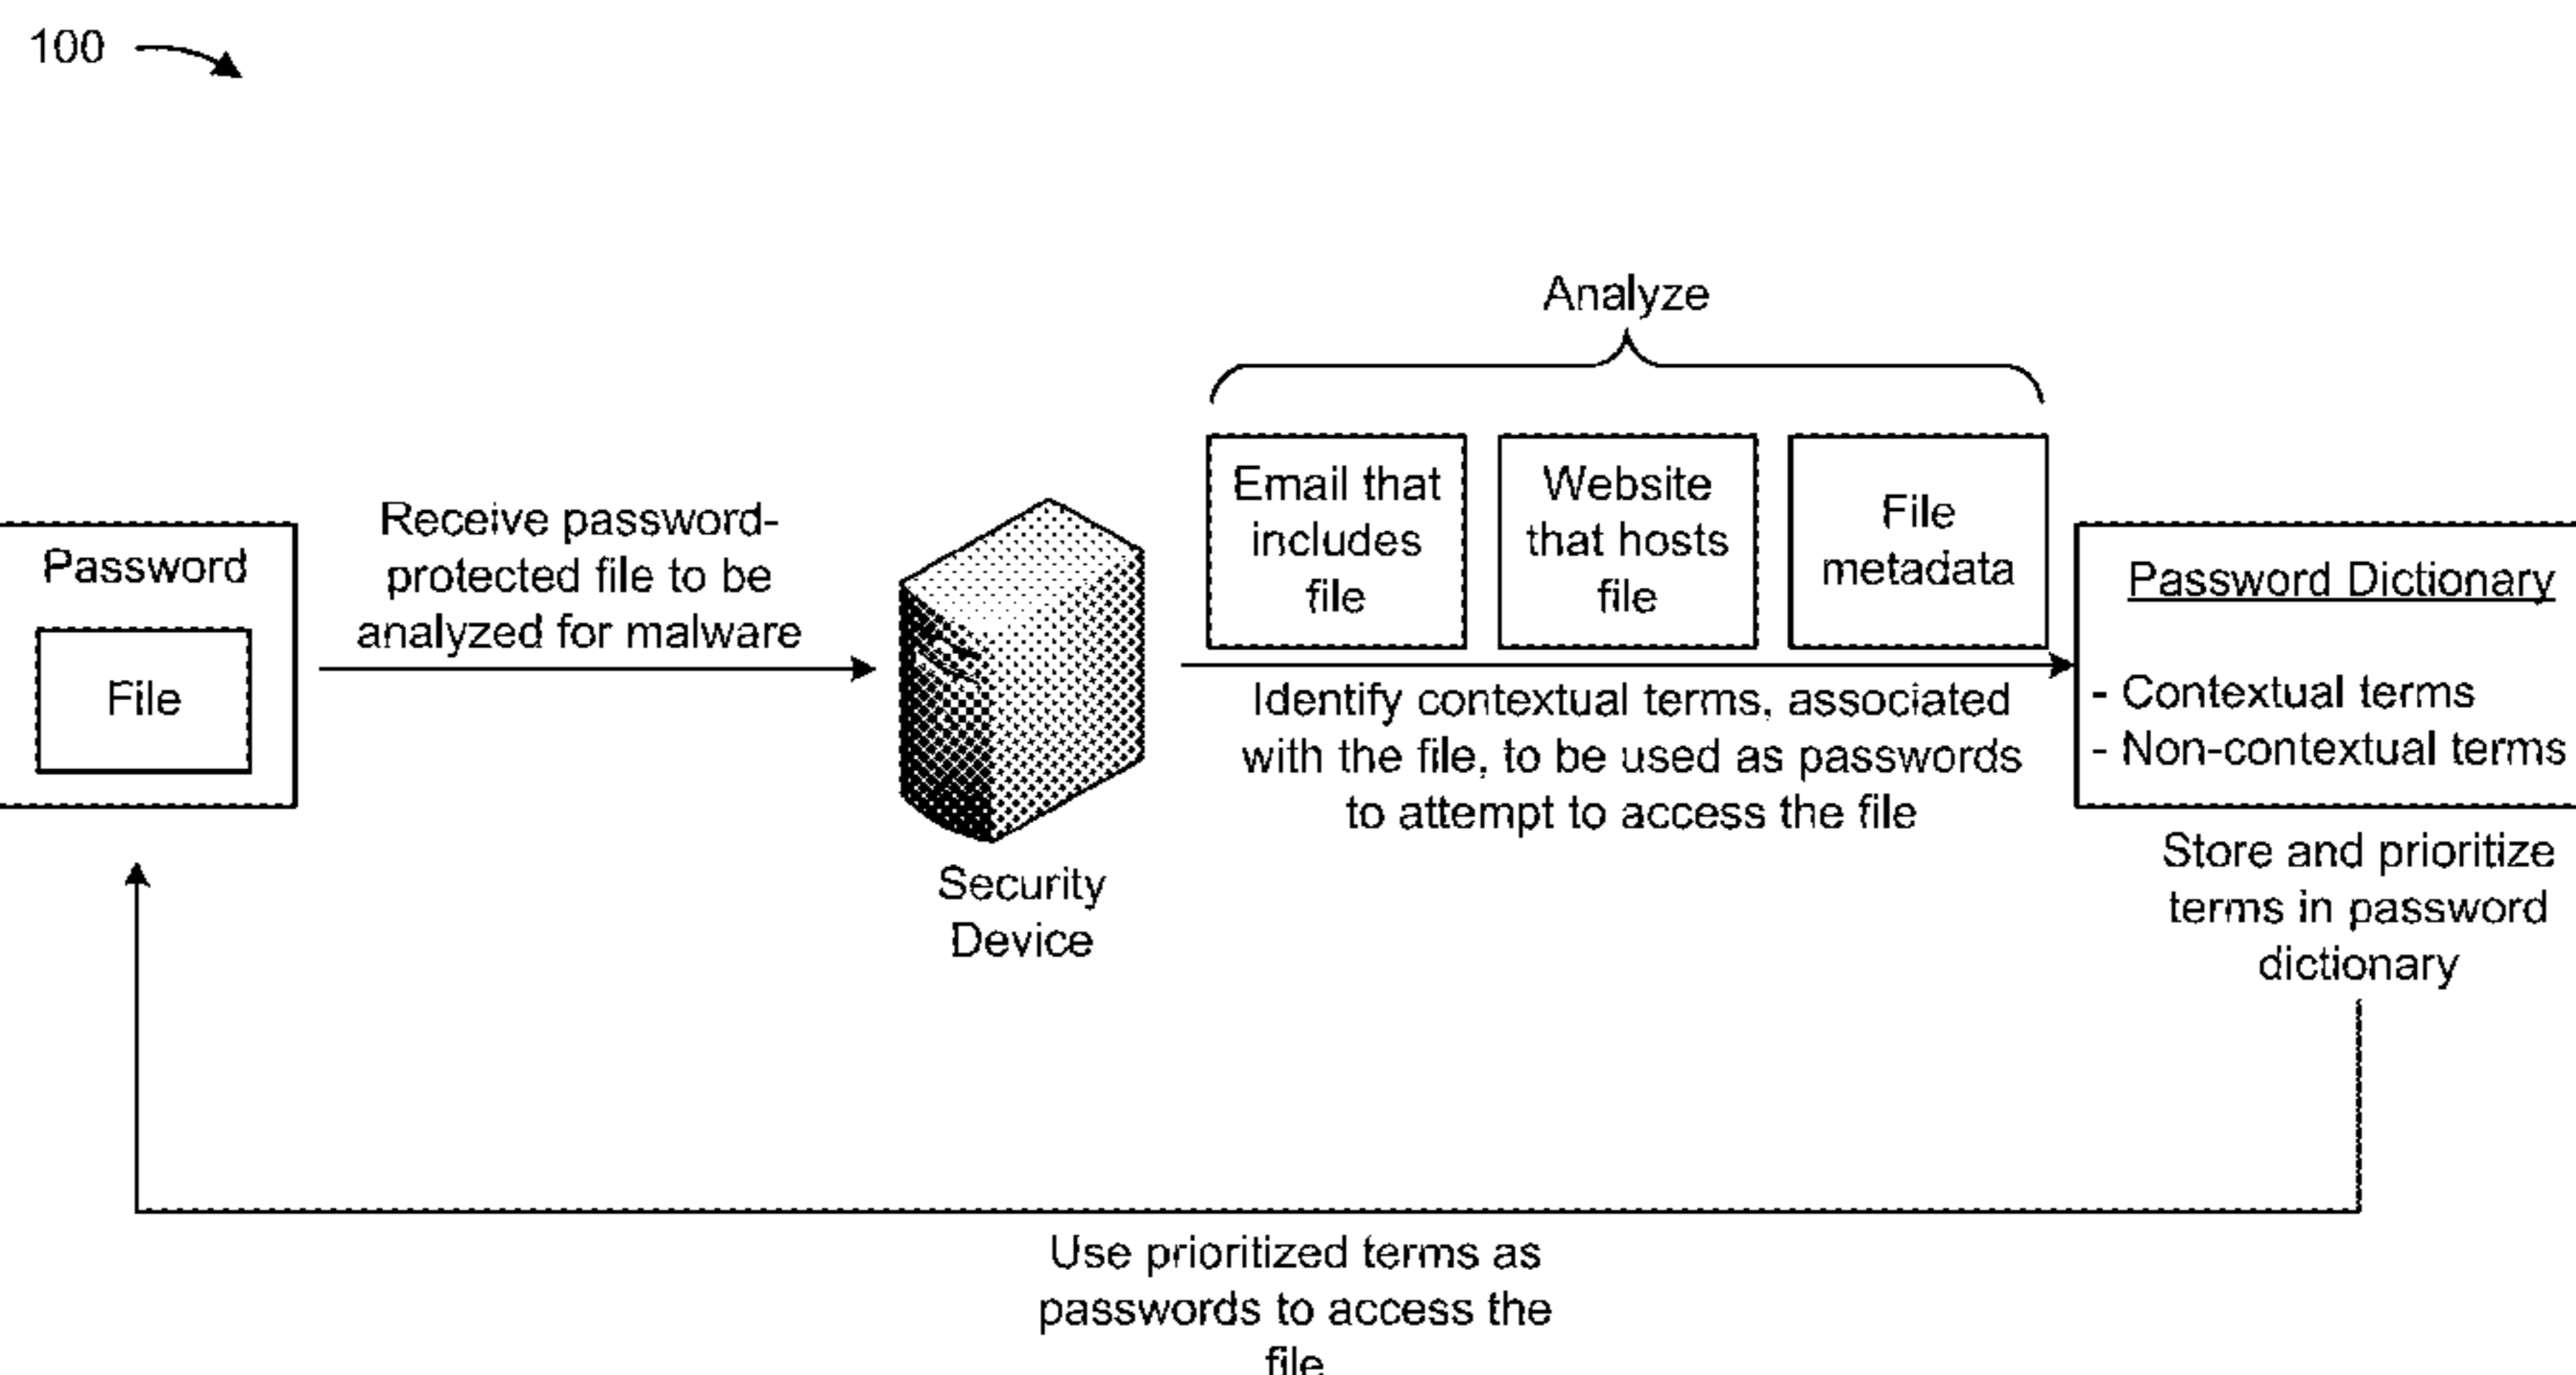 100
Analyze
Password
File
Receive password-
protected file to be
analyzed for malware
Security
Device
Email that
includes
file
Website
that hosts
file
File
metadata
Identify contextual terms, associated
with the file, to be used as passwords
to attempt to access the file
Password Dictionary
- Contextual terms
- Non-contextual terms
Store and prioritize
terms in password
dictionary
Use prioritized terms as
passwords to access the
file